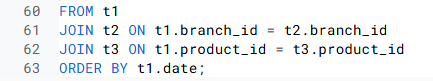 60 FROM t1
61 JOIN t2 ON t1.branch_id = t2.branch_id
62 JOIN t3 ON t1.product_id = t3.product_id
63 ORDER BY t1.date;